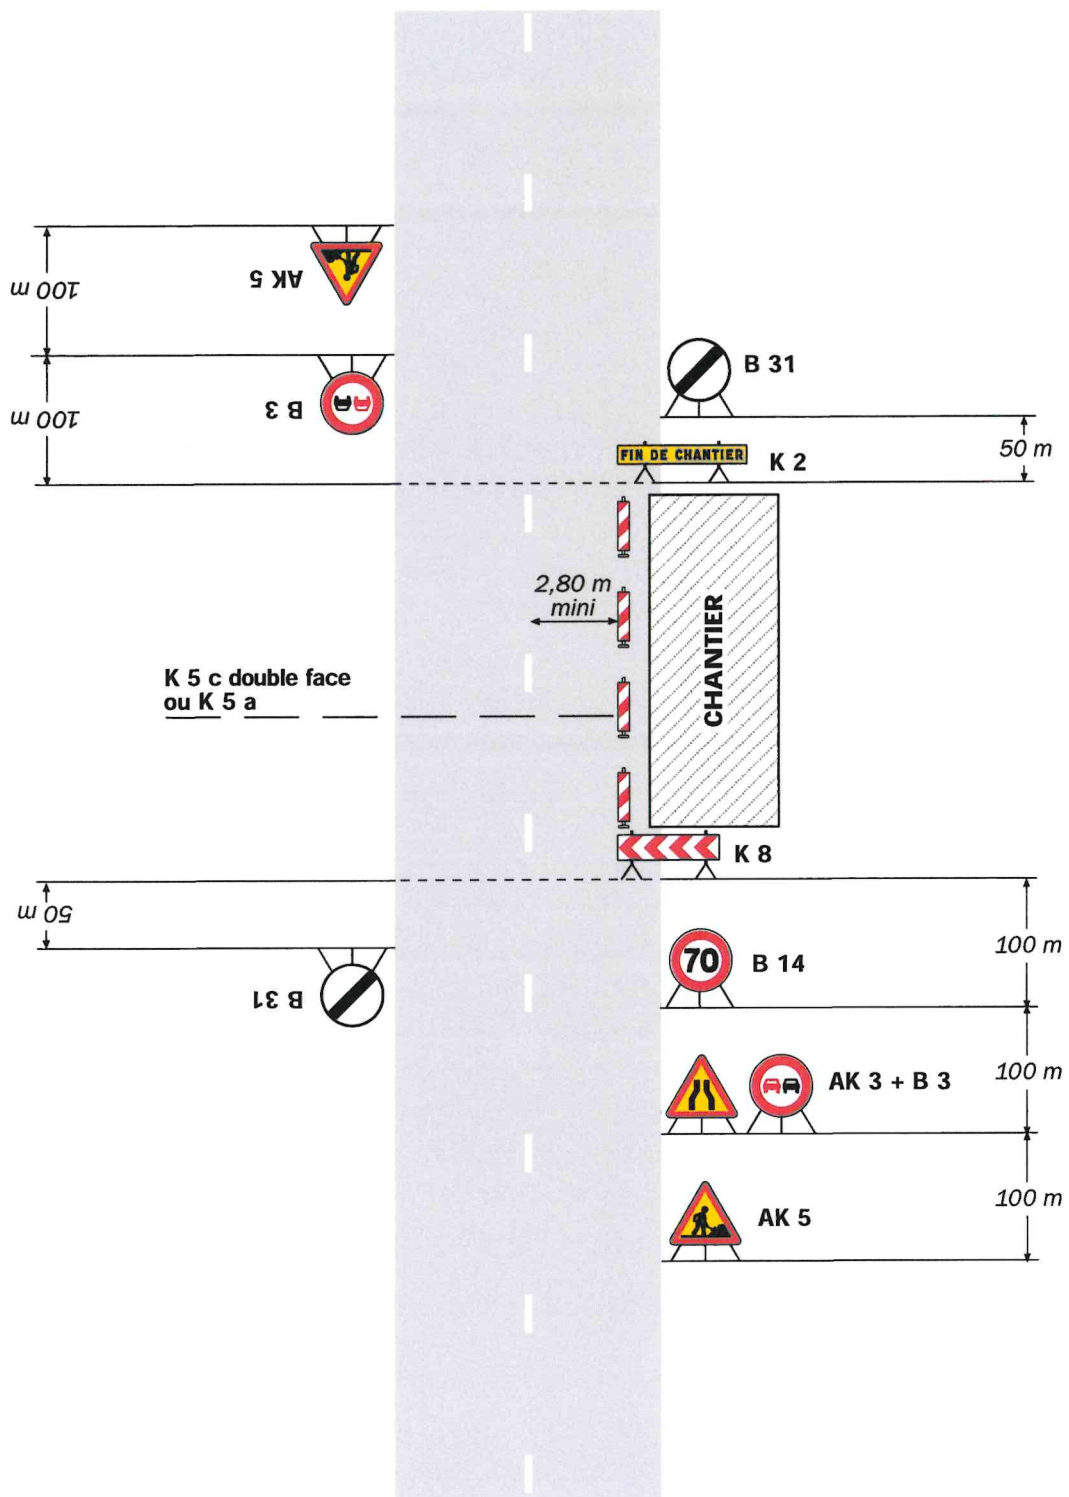 AK 5
100 m
B 3
100 m
B 31
50 m
FIN DE CHANTIER
K 2
2,80 m
mini
CHANTIER
K 5 c double face
ou K 5 a
K 8
50 m
B 31
70
B 14
100 m
AK 3 + B 3
100 m
AK 5
100 m